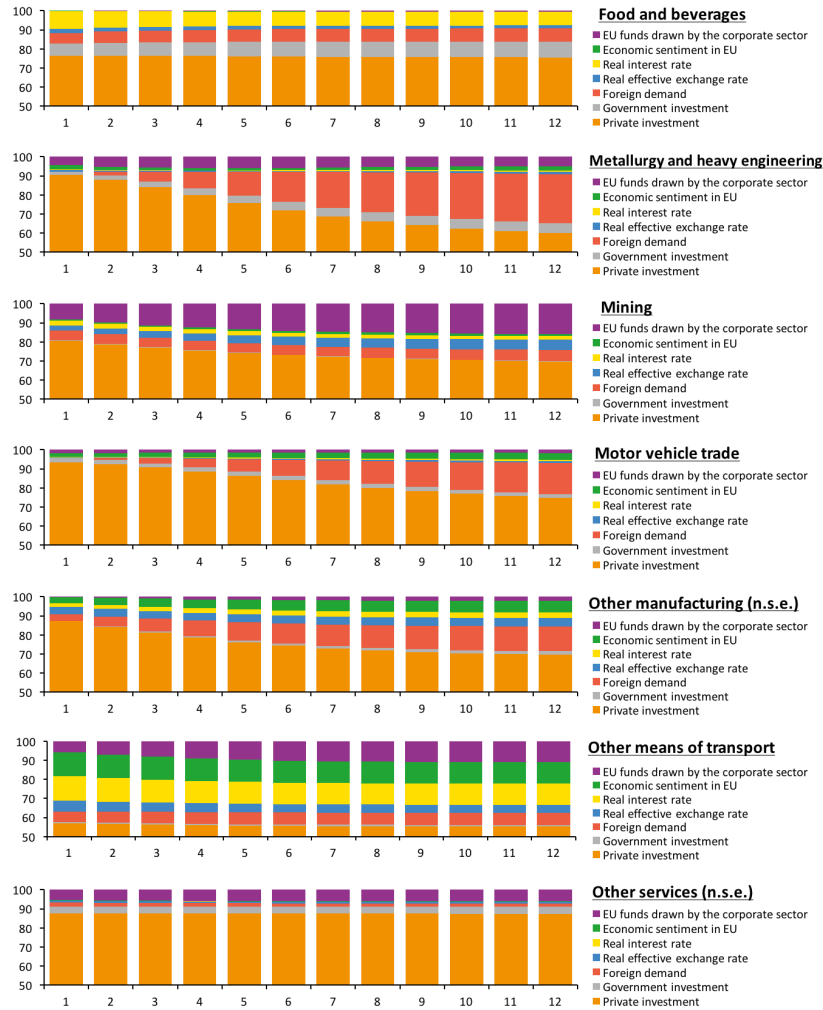 Food and beverages
EU funds drawn by the corporate sector
Economic sentiment in EU
Real interest rate
Real effective exchange rate
Foreign demand
Government investment
Private investment
100
90
80
70
60
50
1 2 3 4 5 6 7 8 9 10 11 12
Metallurgy and heavy engineering
EU funds drawn by the corporate sector
Economic sentiment in EU
Real interest rate
Real effective exchange rate
Foreign demand
Government investment
Private investment
100
90
80
70
60
50
1 2 3 4 5 6 7 8 9 10 11 12
Mining
EU funds drawn by the corporate sector
Economic sentiment in EU
Real interest rate
Real effective exchange rate
Foreign demand
Government investment
Private investment
100
90
80
70
60
50
1 2 3 4 5 6 7 8 9 10 11 12
Motor vehicle trade
EU funds drawn by the corporate sector
Economic sentiment in EU
Real interest rate
Real effective exchange rate
Foreign demand
Government investment
Private investment
100
90
80
70
60
50
1 2 3 4 5 6 7 8 9 10 11 12
Other manufacturing (n.s.e.)
EU funds drawn by the corporate sector
Economic sentiment in EU
Real interest rate
Real effective exchange rate
Foreign demand
Government investment
Private investment
100
90
80
70
60
50
1 2 3 4 5 6 7 8 9 10 11 12
Other means of transport
EU funds drawn by the corporate sector
Economic sentiment in EU
Real interest rate
Real effective exchange rate
Foreign demand
Government investment
Private investment
100
90
80
70
60
50
1 2 3 4 5 6 7 8 9 10 11 12
Other services (n.s.e.)
EU funds drawn by the corporate sector
Economic sentiment in EU
Real interest rate
Real effective exchange rate
Foreign demand
Government investment
Private investment
100
90
80
70
60
50
1 2 3 4 5 6 7 8 9 10 11 12